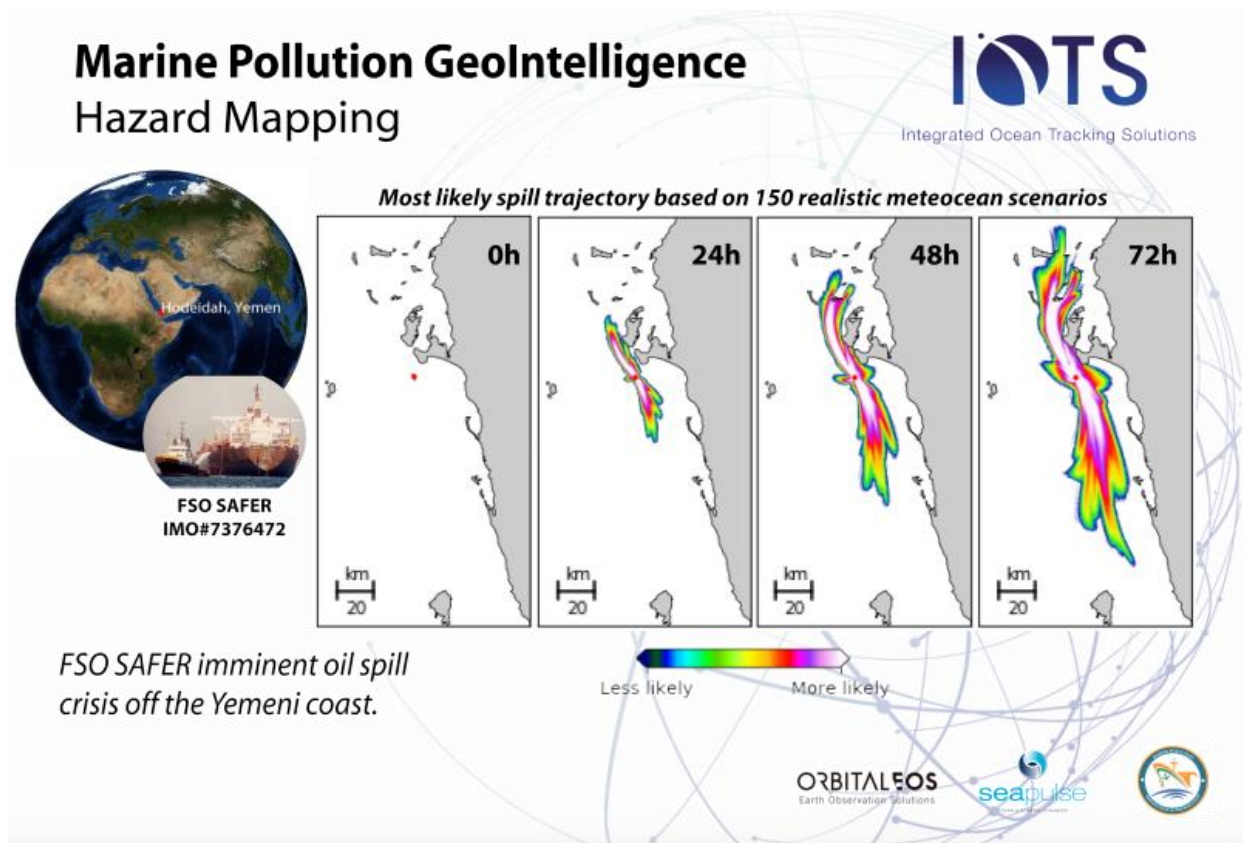 Marine Pollution GeoIntelligence
Hazard Mapping
IOTS
Integrated Ocean Tracking Solutions
Most likely spill trajectory based on 150 realistic meteocean scenarios
0h
24h
48h
72h
Hodeidah, Yemen
FSO SAFER
IMO#7376472
km
20
km
20
km
20
km
20
FSO SAFER imminent oil spill
crisis off the Yemeni coast.
Less likely
More likely
ORBITAL EOS
Earth Observation Solutions
seapulse